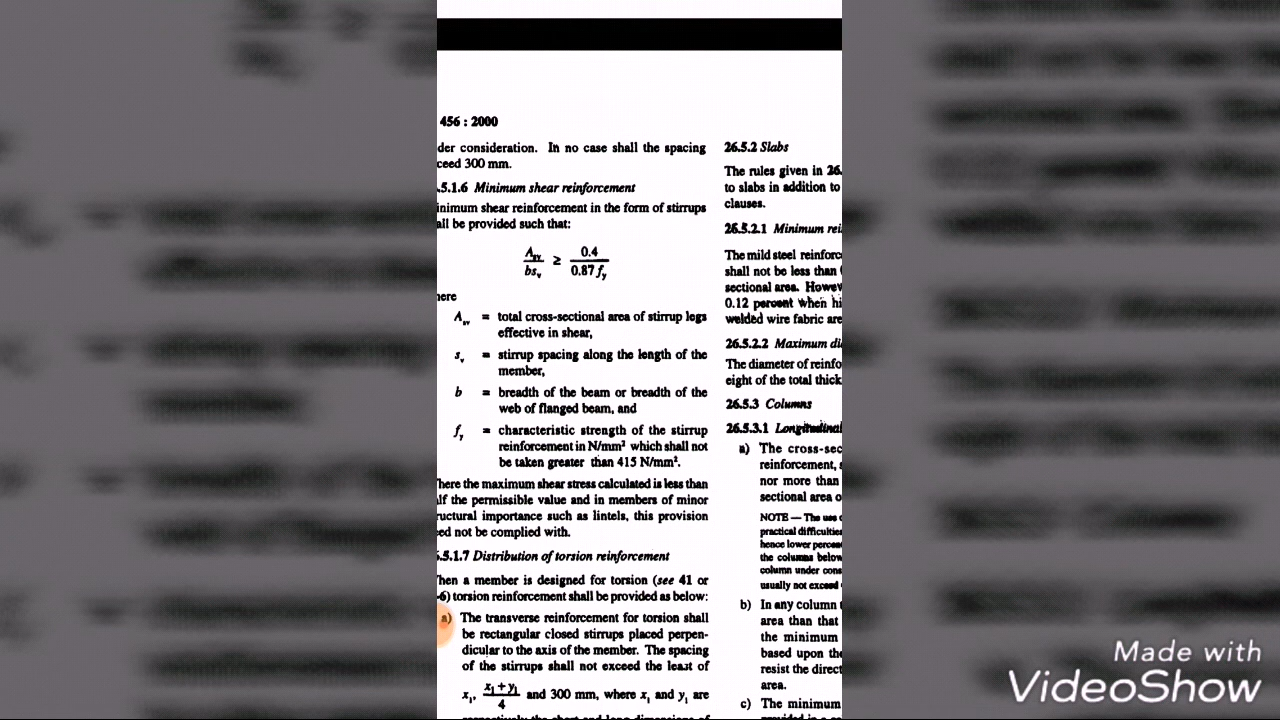 456 : 2000
der consideration. In no case shall the spacing
ceed 300 mm.
.5.1.6 Minimum shear reinforcement
inimum shear reinforcement in the form of stirrups
all be provided such that:
A_sv / bs_v ≥ 0.4 / 0.87 f_y
here
A_sv = total cross-sectional area of stirrup legs
effective in shear,
s_v = stirrup spacing along the length of the
member,
b = breadth of the beam or breadth of the
web of flanged beam, and
f_y = characteristic strength of the stirrup
reinforcement in N/mm² which shall not
be taken greater than 415 N/mm².
here the maximum shear stress calculated is less than
lf the permissible value and in members of minor
ructural importance such as lintels, this provision
ed not be complied with.
.5.1.7 Distribution of torsion reinforcement
hen a member is designed for torsion (see 41 or
-6) torsion reinforcement shall be provided as below:
a) The transverse reinforcement for torsion shall
be rectangular closed stirrups placed perpen-
dicular to the axis of the member. The spacing
of the stirrups shall not exceed the least of
x₁, x₁ + y₁ / 4 and 300 mm, where x₁ and y₁ are
26.5.2 Slabs
The rules given in 26.
to slabs in addition to
clauses.
26.5.2.1 Minimum rei
The mild steel reinforc
shall not be less than
sectional area. Howev
0.12 percent when hi
welded wire fabric are
26.5.2.2 Maximum di
The diameter of reinfo
eight of the total thick
26.5.3 Columns
26.5.3.1 Longitudinal
a) The cross-sec
reinforcement,
nor more than
sectional area o
NOTE — The use
practical difficultie
hence lower percen
the columns below
column under cons
usually not exceed
b) In any column
area than that
the minimum
based upon the
resist the direct
area.
c) The minimum
Made with
VideoShow